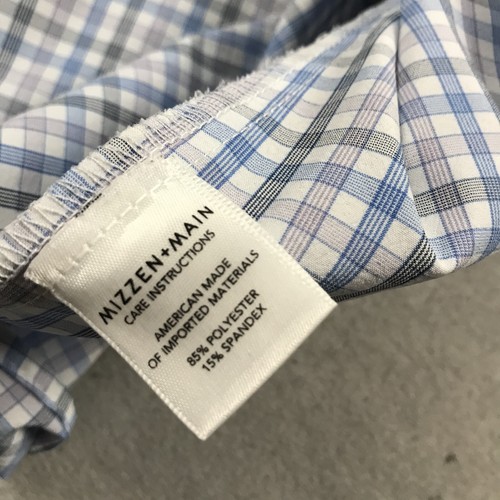 MIZZEN+MAIN
CARE INSTRUCTIONS
AMERICAN MADE
OF IMPORTED MATERIALS
85% POLYESTER
15% SPANDEX